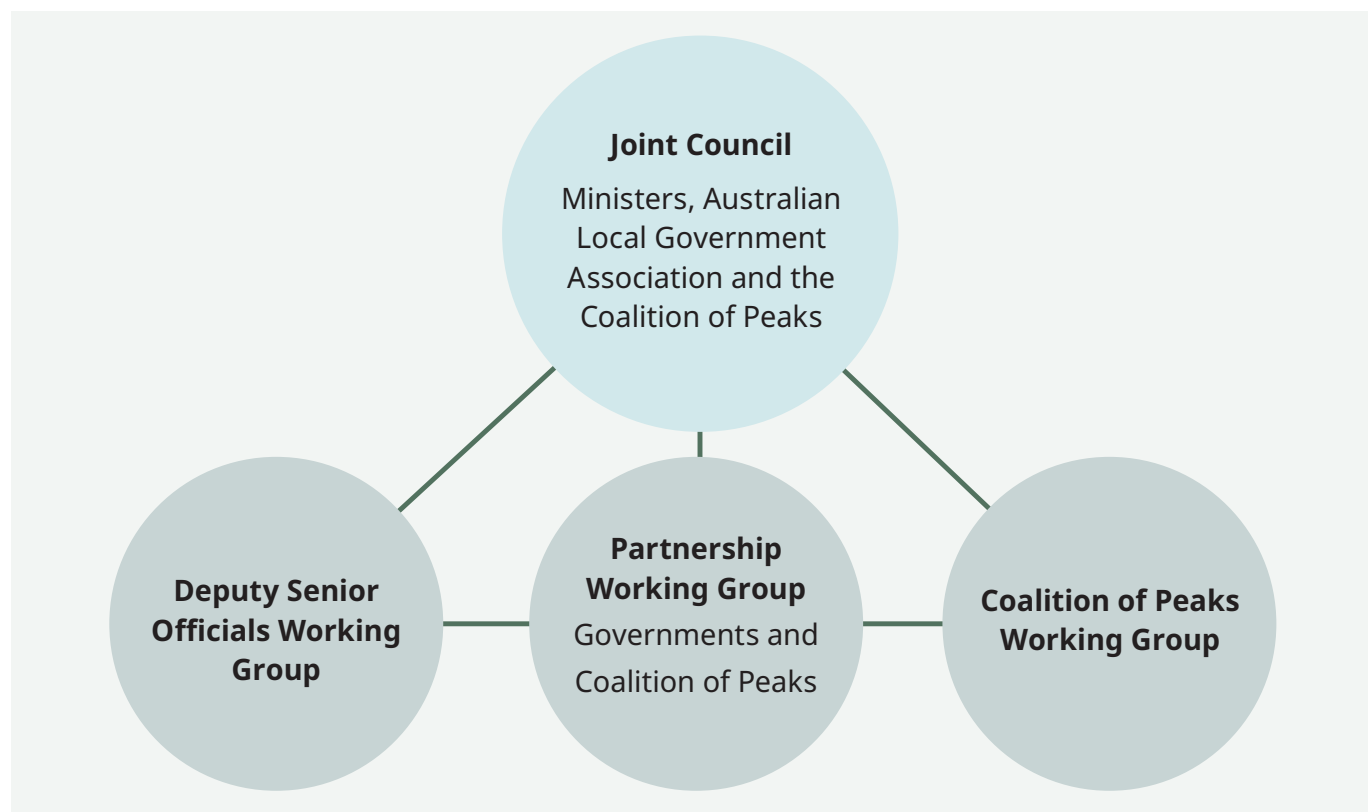 Joint Council
Ministers, Australian
Local Government
Association and the
Coalition of Peaks
Deputy Senior
Officials Working
Group
Partnership
Working Group
Governments and
Coalition of Peaks
Coalition of Peaks
Working Group